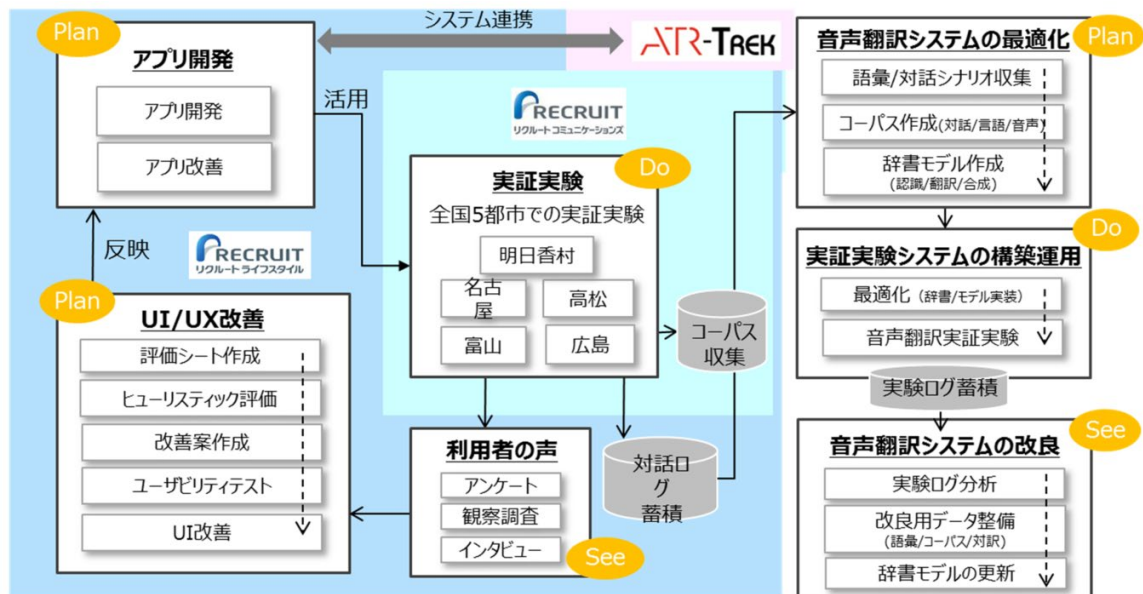 システム連携
ATR-TREK
Plan
アプリ開発
アプリ開発
アプリ改善
活用
反映
RECRUIT
リクルート ライフスタイル
Plan
UI/UX改善
評価シート作成
ヒューリスティック評価
改善案作成
ユーザビリティテスト
UI改善
RECRUIT
リクルート コミュニケーションズ
Do
実証実験
全国5都市での実証実験
明日香村
名古
屋
高松
富山
広島
コーパス
収集
利用者の声
アンケート
観察調査
インタビュー
See
対話ロ
グ
蓄積
音声翻訳システムの最適化
Plan
語彙/対話シナリオ収集
コーパス作成(対話/言語/音声)
辞書モデル作成
(認識/翻訳/合成)
Do
実証実験システムの構築運用
最適化（辞書/モデル実装）
音声翻訳実証実験
実験ログ蓄積
See
音声翻訳システムの改良
実験ログ分析
改良用データ整備
(語彙/コーパス/対訳)
辞書モデルの更新